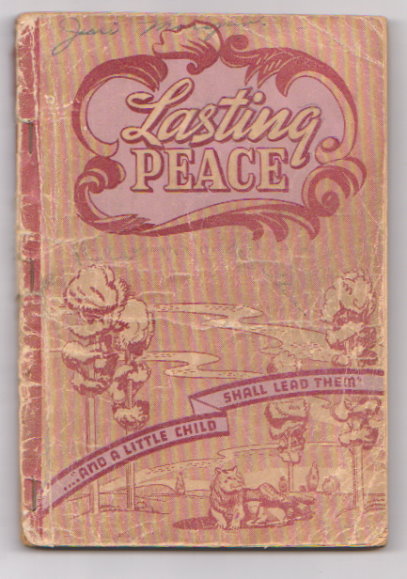 Lasting
PEACE
....AND A LITTLE CHILD
SHALL LEAD THEM"